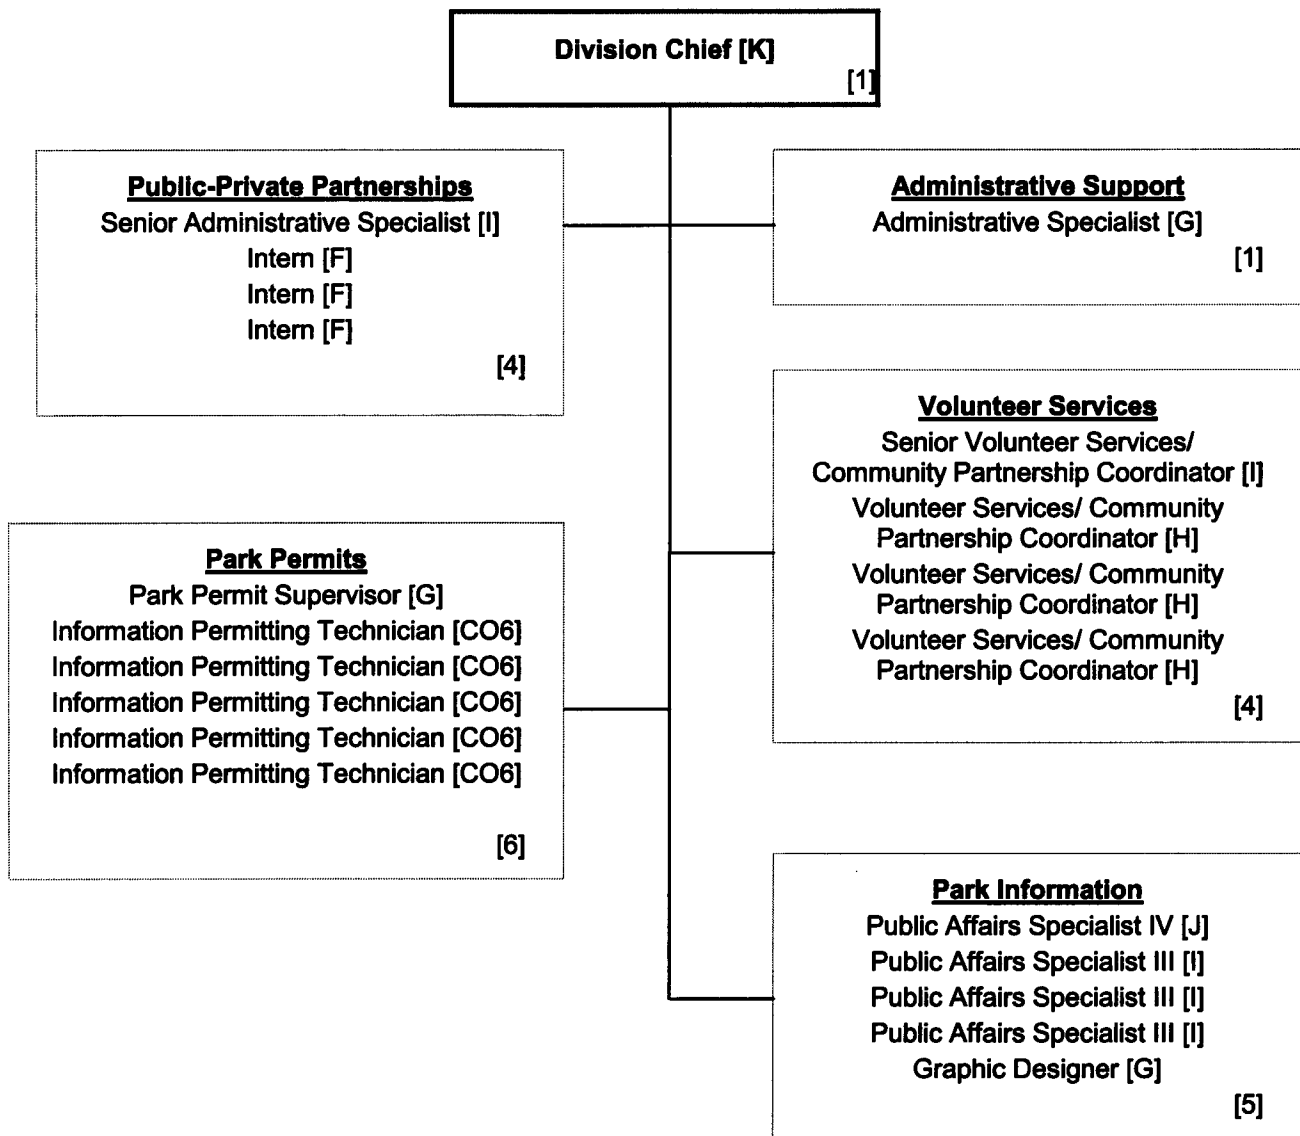 Division Chief [K]
[1]
Public-Private Partnerships
Senior Administrative Specialist [I]
Intern [F]
Intern [F]
Intern [F]
[4]
Administrative Support
Administrative Specialist [G]
[1]
Volunteer Services
Senior Volunteer Services/
Community Partnership Coordinator [I]
Volunteer Services/ Community
Partnership Coordinator [H]
Volunteer Services/ Community
Partnership Coordinator [H]
Volunteer Services/ Community
Partnership Coordinator [H]
[4]
Park Permits
Park Permit Supervisor [G]
Information Permitting Technician [CO6]
Information Permitting Technician [CO6]
Information Permitting Technician [CO6]
Information Permitting Technician [CO6]
Information Permitting Technician [CO6]
[6]
Park Information
Public Affairs Specialist IV [J]
Public Affairs Specialist III [I]
Public Affairs Specialist III [I]
Public Affairs Specialist III [I]
Graphic Designer [G]
[5]